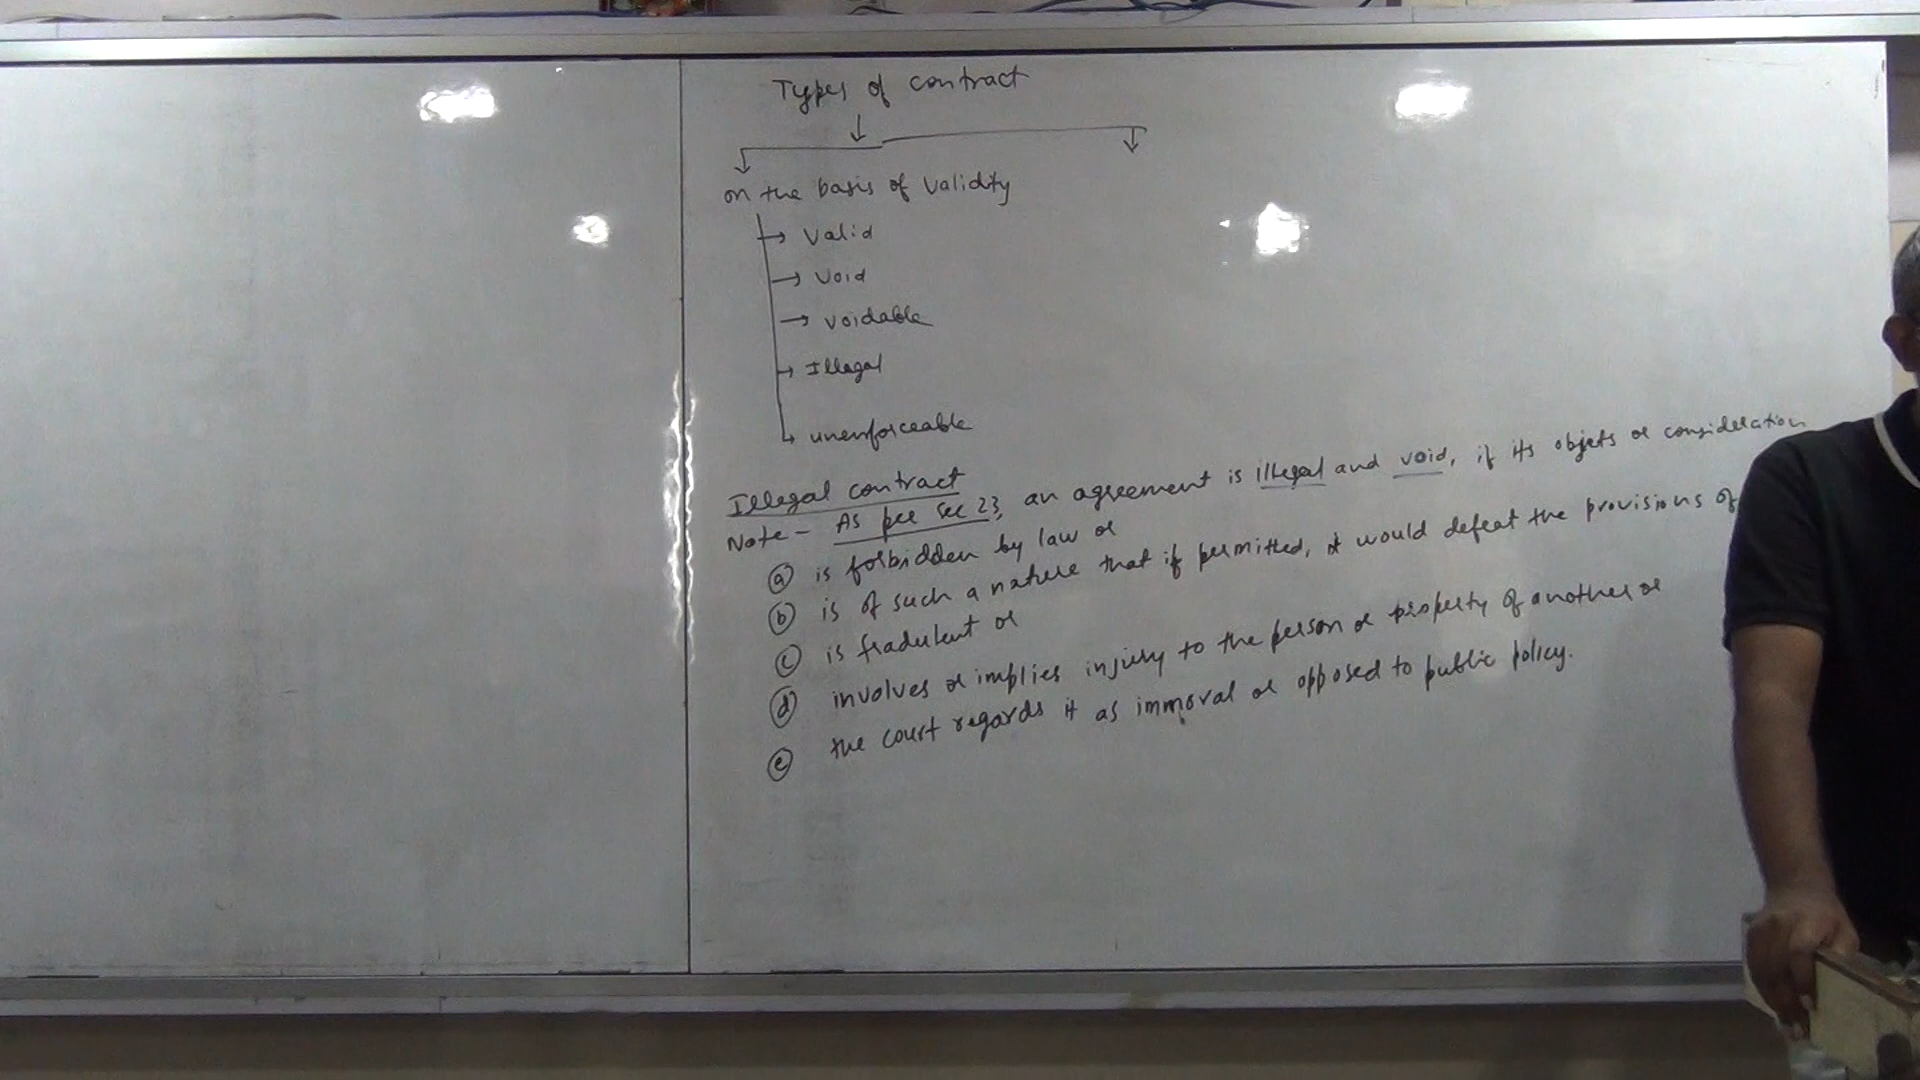 Types of contract
on the basis of validity
Valid
Void
Voidable
Illegal
unenforceable
Illegal contract
Note - As per sec 23, an agreement is illegal and void, if its objets or consideration
(a) is forbidden by law or
(b) is of such a nature that if permitted, it would defeat the provisions of
(c) is fradulent or
(d) involves or implies injury to the person or property of another or
(e) the court regards it as immoral or opposed to public policy.